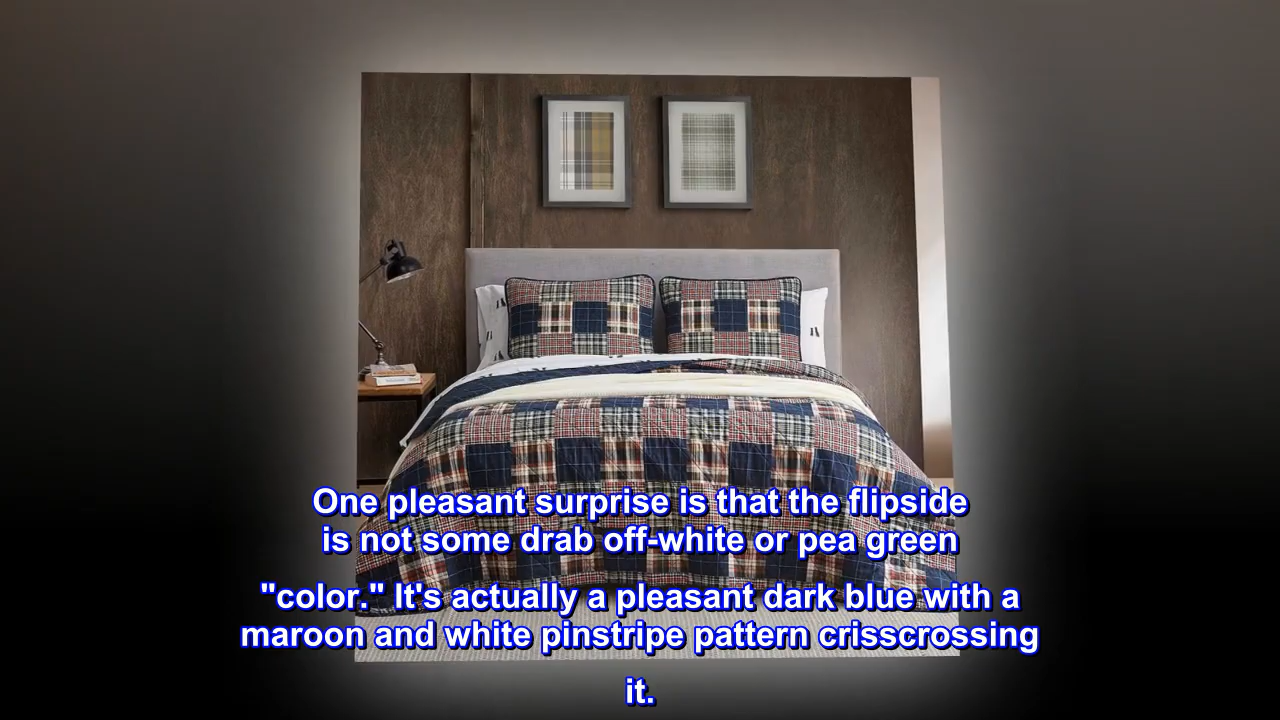 One pleasant surprise is that the flipside
is not some drab off-white or pea green
"color." It's actually a pleasant dark blue with a
maroon and white pinstripe pattern crisscrossing
it.